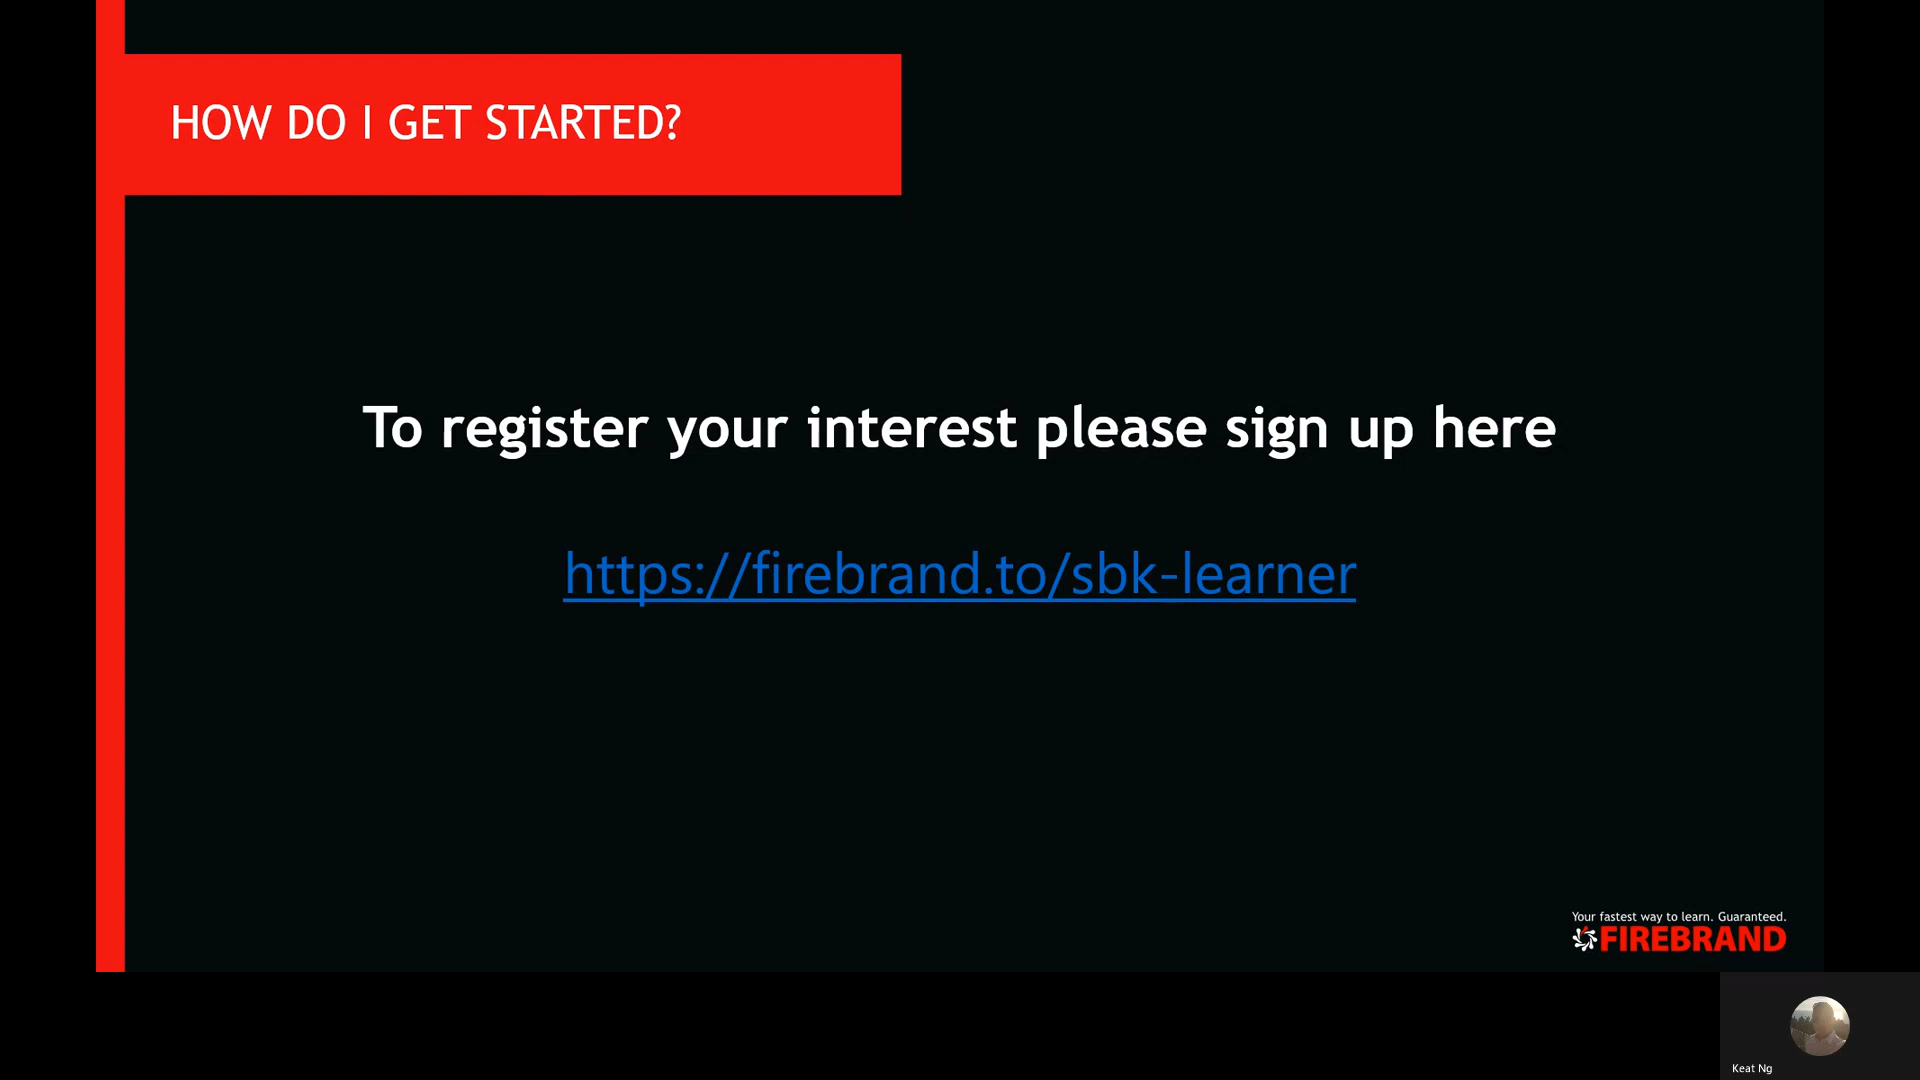 HOW DO I GET STARTED?
To register your interest please sign up here
https://firebrand.to/sbk-learner
Your fastest way to learn. Guaranteed.
FIREBRAND
Keat Ng